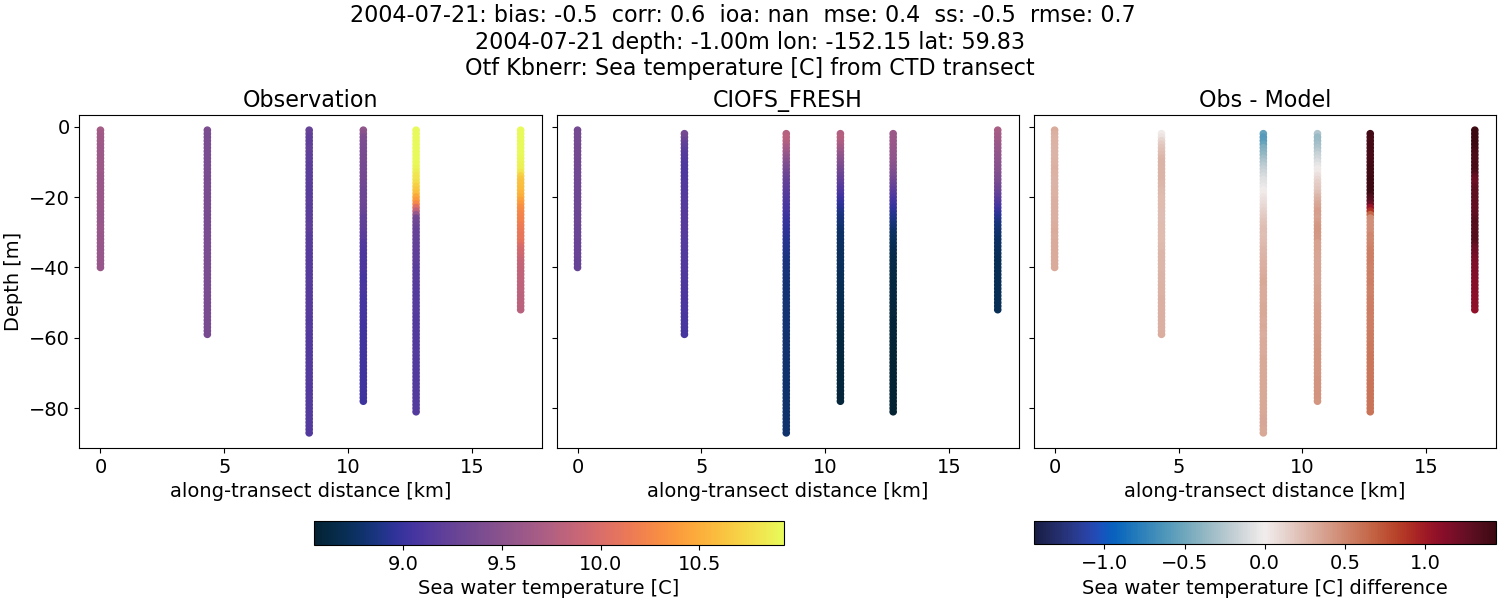 2004-07-21: bias: -0.5  corr: 0.6  ioa: nan  mse: 0.4  ss: -0.5  rmse: 0.7
2004-07-21 depth: -1.00m lon: -152.15 lat: 59.83
Otf Kbnerr: Sea temperature [C] from CTD transect
Observation
CIOFS_FRESH
Obs - Model
Depth [m]
0
−20
−40
−60
−80
0 5 10 15
0 5 10 15
0 5 10 15
along-transect distance [km]
along-transect distance [km]
along-transect distance [km]
9.0 9.5 10.0 10.5
Sea water temperature [C]
−1.0 −0.5 0.0 0.5 1.0
Sea water temperature [C] difference